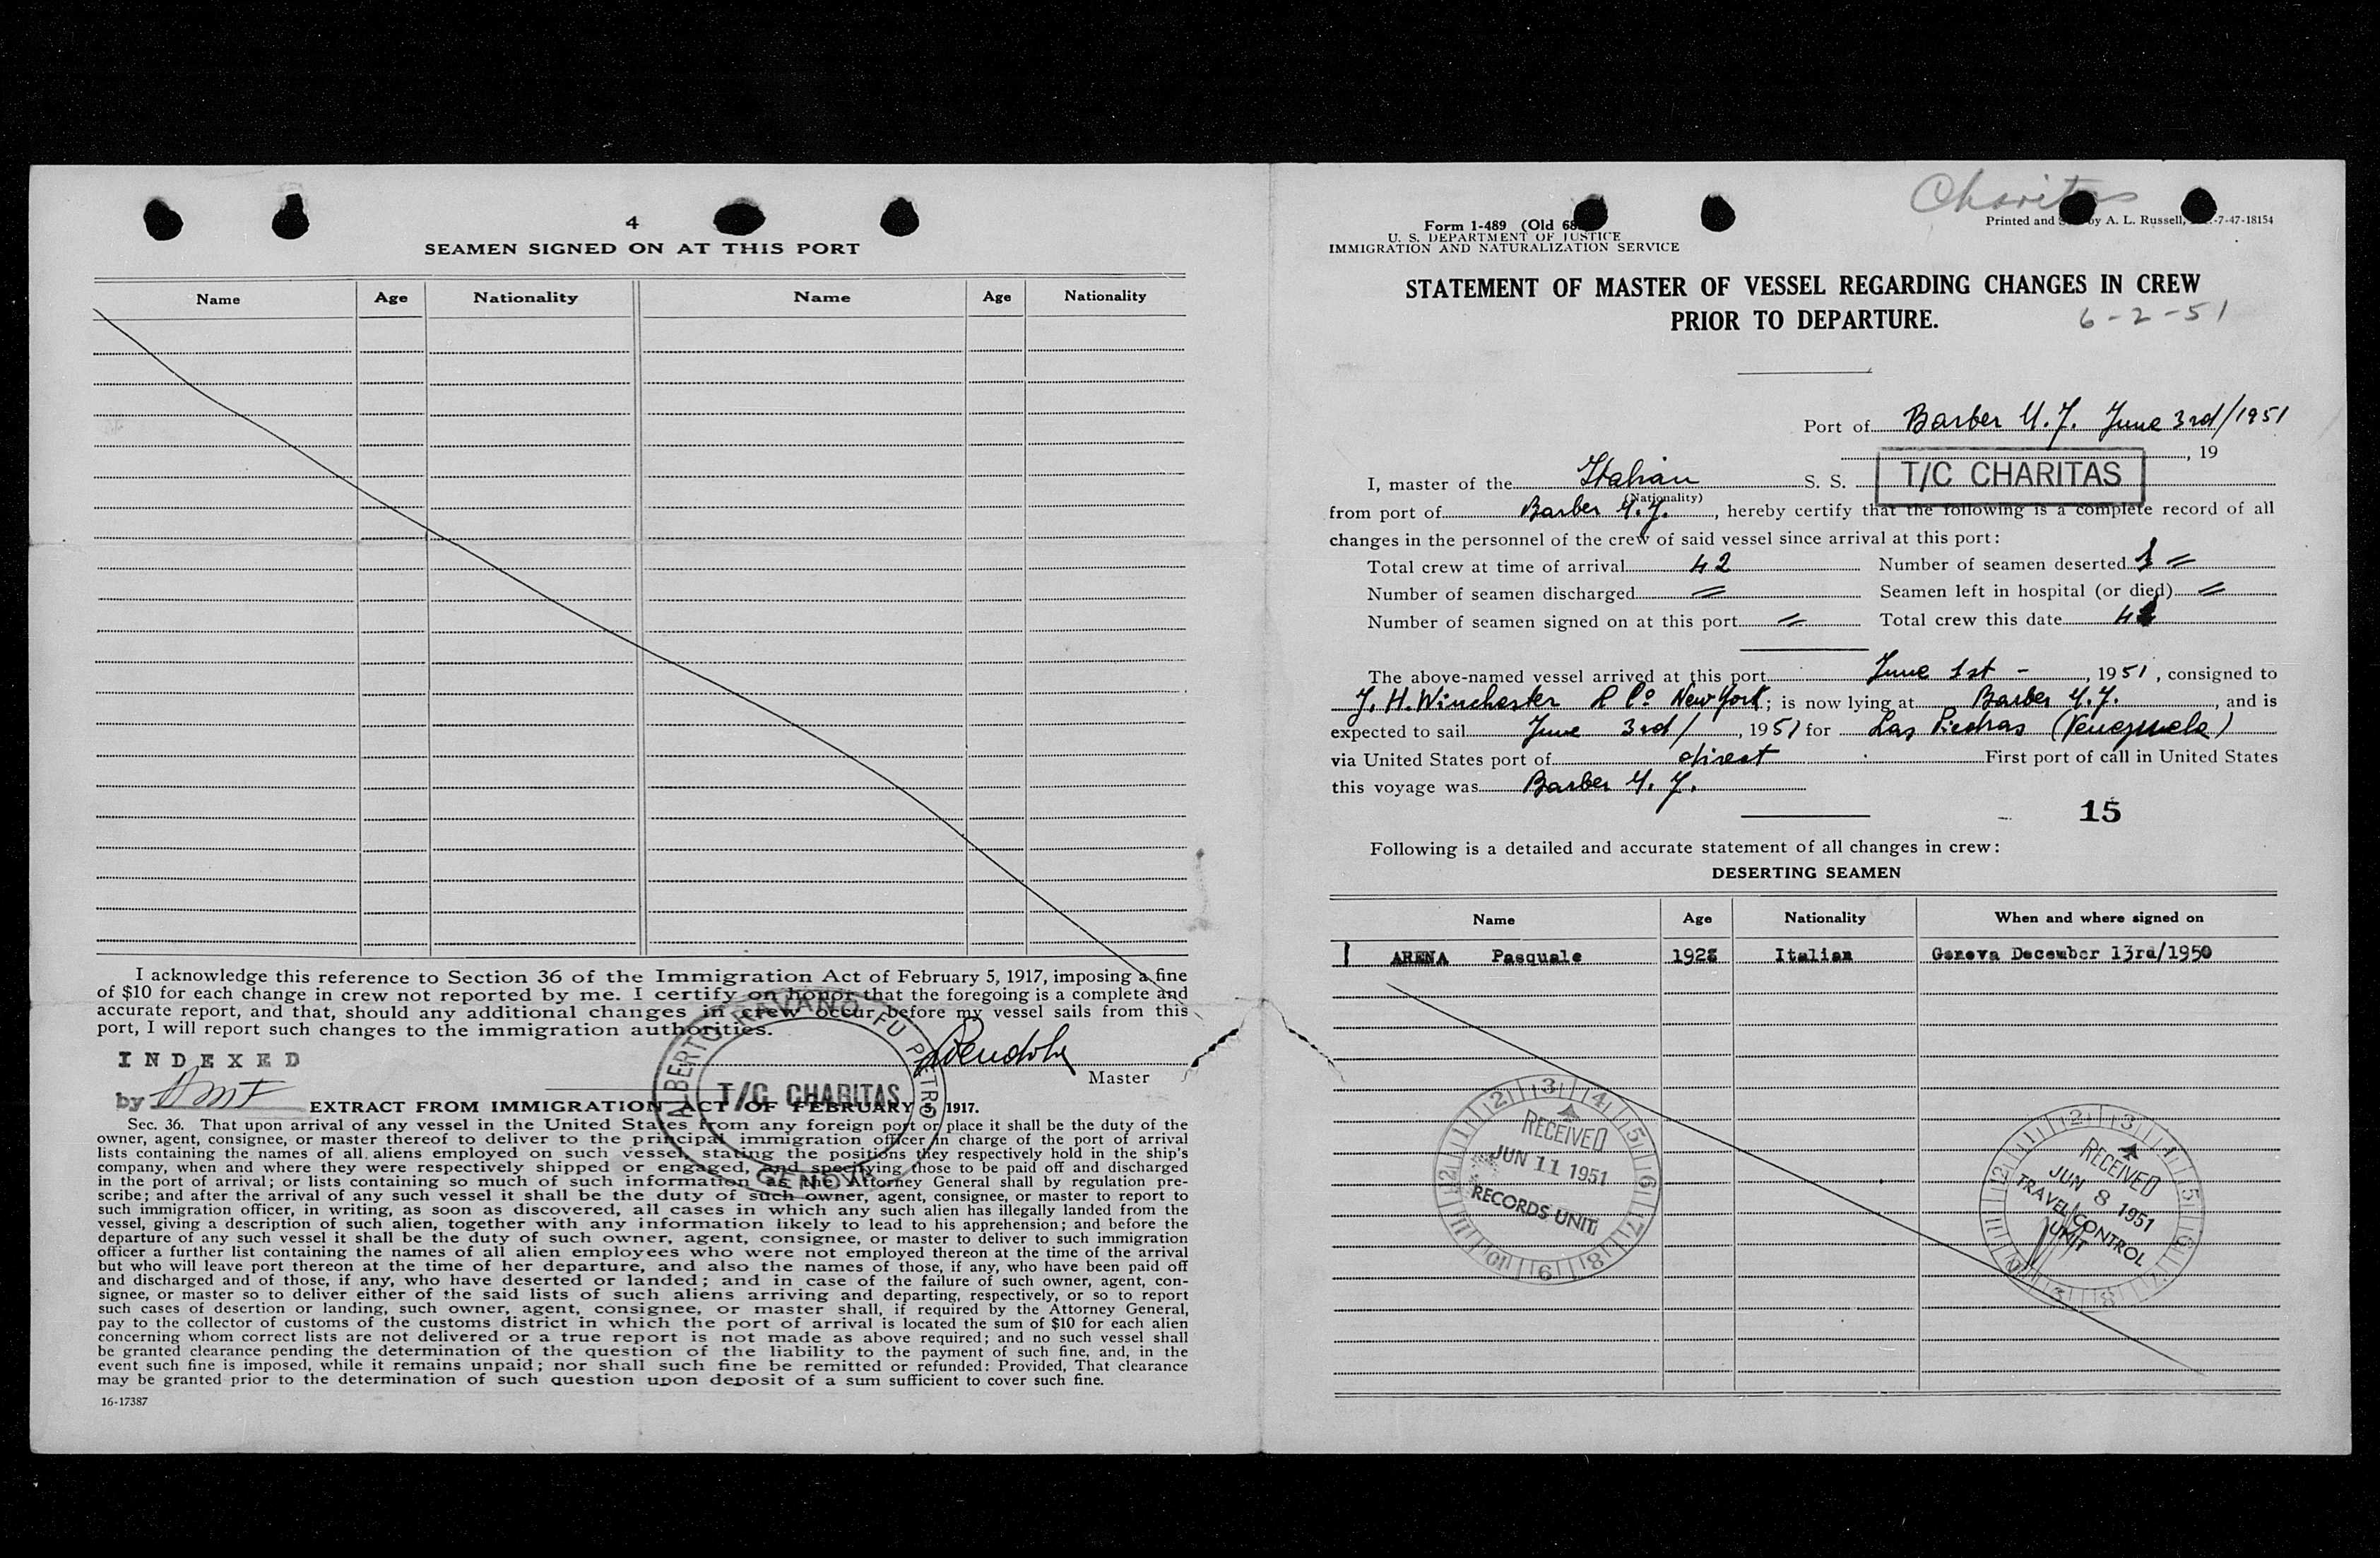 4
SEAMEN SIGNED ON AT THIS PORT
Name Age Nationality Name Age Nationality
I acknowledge this reference to Section 36 of the Immigration Act of February 5, 1917, imposing a fine
of $10 for each change in crew not reported by me. I certify on honor that the foregoing is a complete and
accurate report, and that, should any additional changes in crew occur before my vessel sails from this
port, I will report such changes to the immigration authorities.
INDEXED
by
Master
ALBERTO RAVANO FU PIETRO
T/C CHARITAS
GENOVA
EXTRACT FROM IMMIGRATION ACT OF FEBRUARY 5, 1917.
Sec. 36. That upon arrival of any vessel in the United States from any foreign port or place it shall be the duty of the
owner, agent, consignee, or master thereof to deliver to the principal immigration officer in charge of the port of arrival
lists containing the names of all aliens employed on such vessel, stating the positions they respectively hold in the ship's
company, when and where they were respectively shipped or engaged, and specifying those to be paid off and discharged
in the port of arrival; or lists containing so much of such information as the Attorney General shall by regulation pre-
scribe; and after the arrival of any such vessel it shall be the duty of such owner, agent, consignee, or master to report to
such immigration officer, in writing, as soon as discovered, all cases in which any such alien has illegally landed from the
vessel, giving a description of such alien, together with any information likely to lead to his apprehension; and before the
departure of any such vessel it shall be the duty of such owner, agent, consignee, or master to deliver to such immigration
officer a further list containing the names of all alien employees who were not employed thereon at the time of the arrival
but who will leave port thereon at the time of her departure, and also the names of those, if any, who have been paid off
and discharged and of those, if any, who have deserted or landed; and in case of the failure of such owner, agent, con-
signee, or master so to deliver either of the said lists of such aliens arriving and departing, respectively, or so to report
such cases of desertion or landing, such owner, agent, consignee, or master shall, if required by the Attorney General,
pay to the collector of customs of the customs district in which the port of arrival is located the sum of $10 for each alien
concerning whom correct lists are not delivered or a true report is not made as above required; and no such vessel shall
be granted clearance pending the determination of the question of the liability to the payment of such fine, and, in the
event such fine is imposed, while it remains unpaid; nor shall such fine be remitted or refunded: Provided, That clearance
may be granted prior to the determination of such question upon deposit of a sum sufficient to cover such fine.
16-17387
Charitas
Form 1-489 (Old 68
Printed and by A. L. Russell, -7-47-18154
U. S. DEPARTMENT OF JUSTICE
IMMIGRATION AND NATURALIZATION SERVICE
STATEMENT OF MASTER OF VESSEL REGARDING CHANGES IN CREW
PRIOR TO DEPARTURE.
6-2-51
Port of Barber N.J. June 3rd/1951
, 19
I, master of the Italian S. S. T/C CHARITAS
(Nationality)
from port of Barber N.J. , hereby certify that the following is a complete record of all
changes in the personnel of the crew of said vessel since arrival at this port:
Total crew at time of arrival 42 Number of seamen deserted 1 =
Number of seamen discharged = Seamen left in hospital (or died) =
Number of seamen signed on at this port = Total crew this date
The above-named vessel arrived at this port June 1st - , 1951, consigned to
J. H. Winchester & Co New York; is now lying at Barber N.J. , and is
expected to sail June 3rd/ , 1951 for Las Piedras (Venezuela)
via United States port of direct First port of call in United States
this voyage was Barber N. J.
15
Following is a detailed and accurate statement of all changes in crew:
DESERTING SEAMEN
Name Age Nationality When and where signed on
1 ARENA Pasquale 1928 Italian Genova December 13rd/1950
RECEIVED
JUN 11 1951
RECORDS UNIT
RECEIVED
JUN 8 1951
TRAVEL CONTROL
UNIT